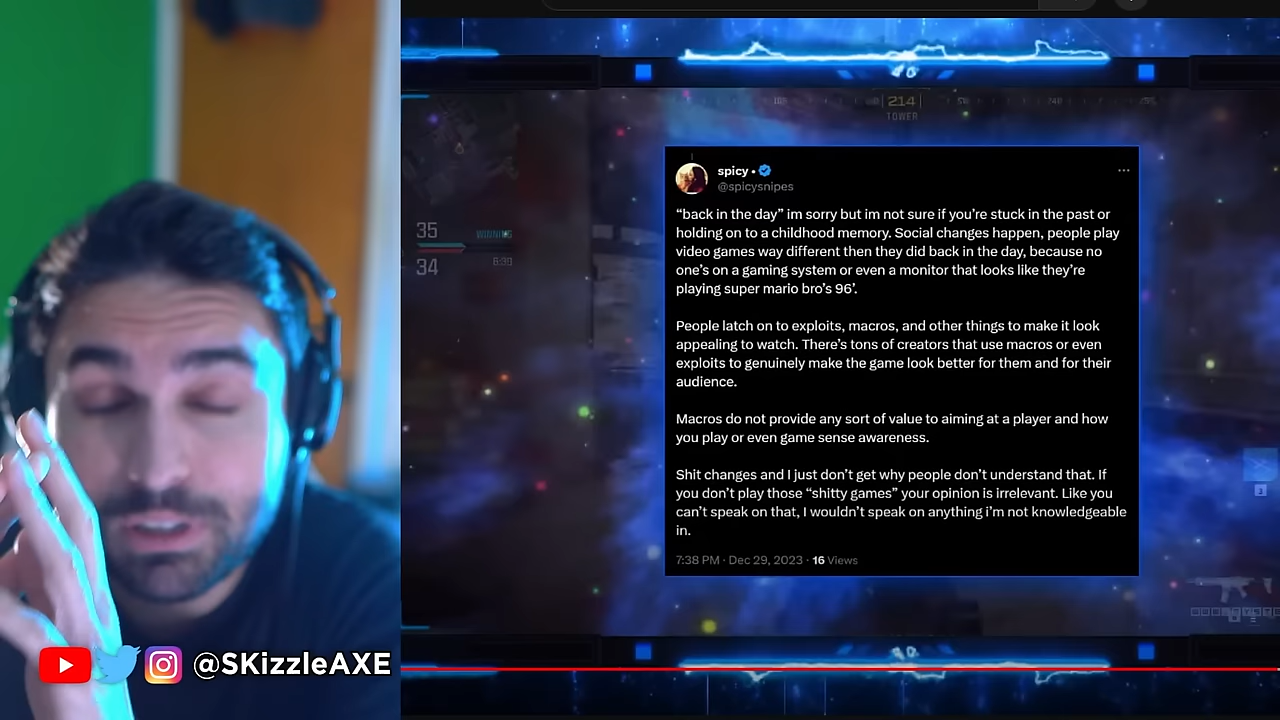 214
TOWER
35
WINNING
6:30
34
spicy •
@spicysnipes
“back in the day” im sorry but im not sure if you’re stuck in the past or
holding on to a childhood memory. Social changes happen, people play
video games way different then they did back in the day, because no
one’s on a gaming system or even a monitor that looks like they’re
playing super mario bro’s 96’.
People latch on to exploits, macros, and other things to make it look
appealing to watch. There’s tons of creators that use macros or even
exploits to genuinely make the game look better for them and for their
audience.
Macros do not provide any sort of value to aiming at a player and how
you play or even game sense awareness.
Shit changes and I just don’t get why people don’t understand that. If
you don’t play those “shitty games” your opinion is irrelevant. Like you
can’t speak on that, I wouldn’t speak on anything i’m not knowledgeable
in.
7:38 PM · Dec 29, 2023 · 16 Views
@SKizzleAXE